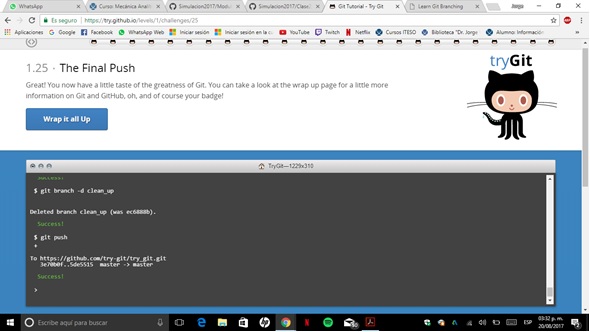 WhatsApp
Curso: Mecánica Analí
Simulacion2017/Modu
Simulacion2017/Clase
Git Tutorial - Try Git
Learn Git Branching
Jorge
Es seguro
https://try.github.io/levels/1/challenges/25
Aplicaciones
Google
Facebook
GitHub
WhatsApp Web
Iniciar sesión
Iniciar sesión en la c
YouTube
Twitch
Netflix
Cursos ITESO
Biblioteca "Dr. Jorge
Alumno: Información
1.25 · The Final Push
Great! You now have a little taste of the greatness of Git. You can take a look at the wrap up page for a little more
information on Git and GitHub, oh, and of course your badge!
Wrap it all Up
tryGit
TryGit—1229x310
Success!
$ git branch -d clean_up
Deleted branch clean_up (was ec6888b).
Success!
$ git push
To https://github.com/try-git/try_git.git
3e70b0f..5de5515 master -> master
Success!
>
Escribe aquí para buscar
ESP
03:12 p. m.
20/08/2017